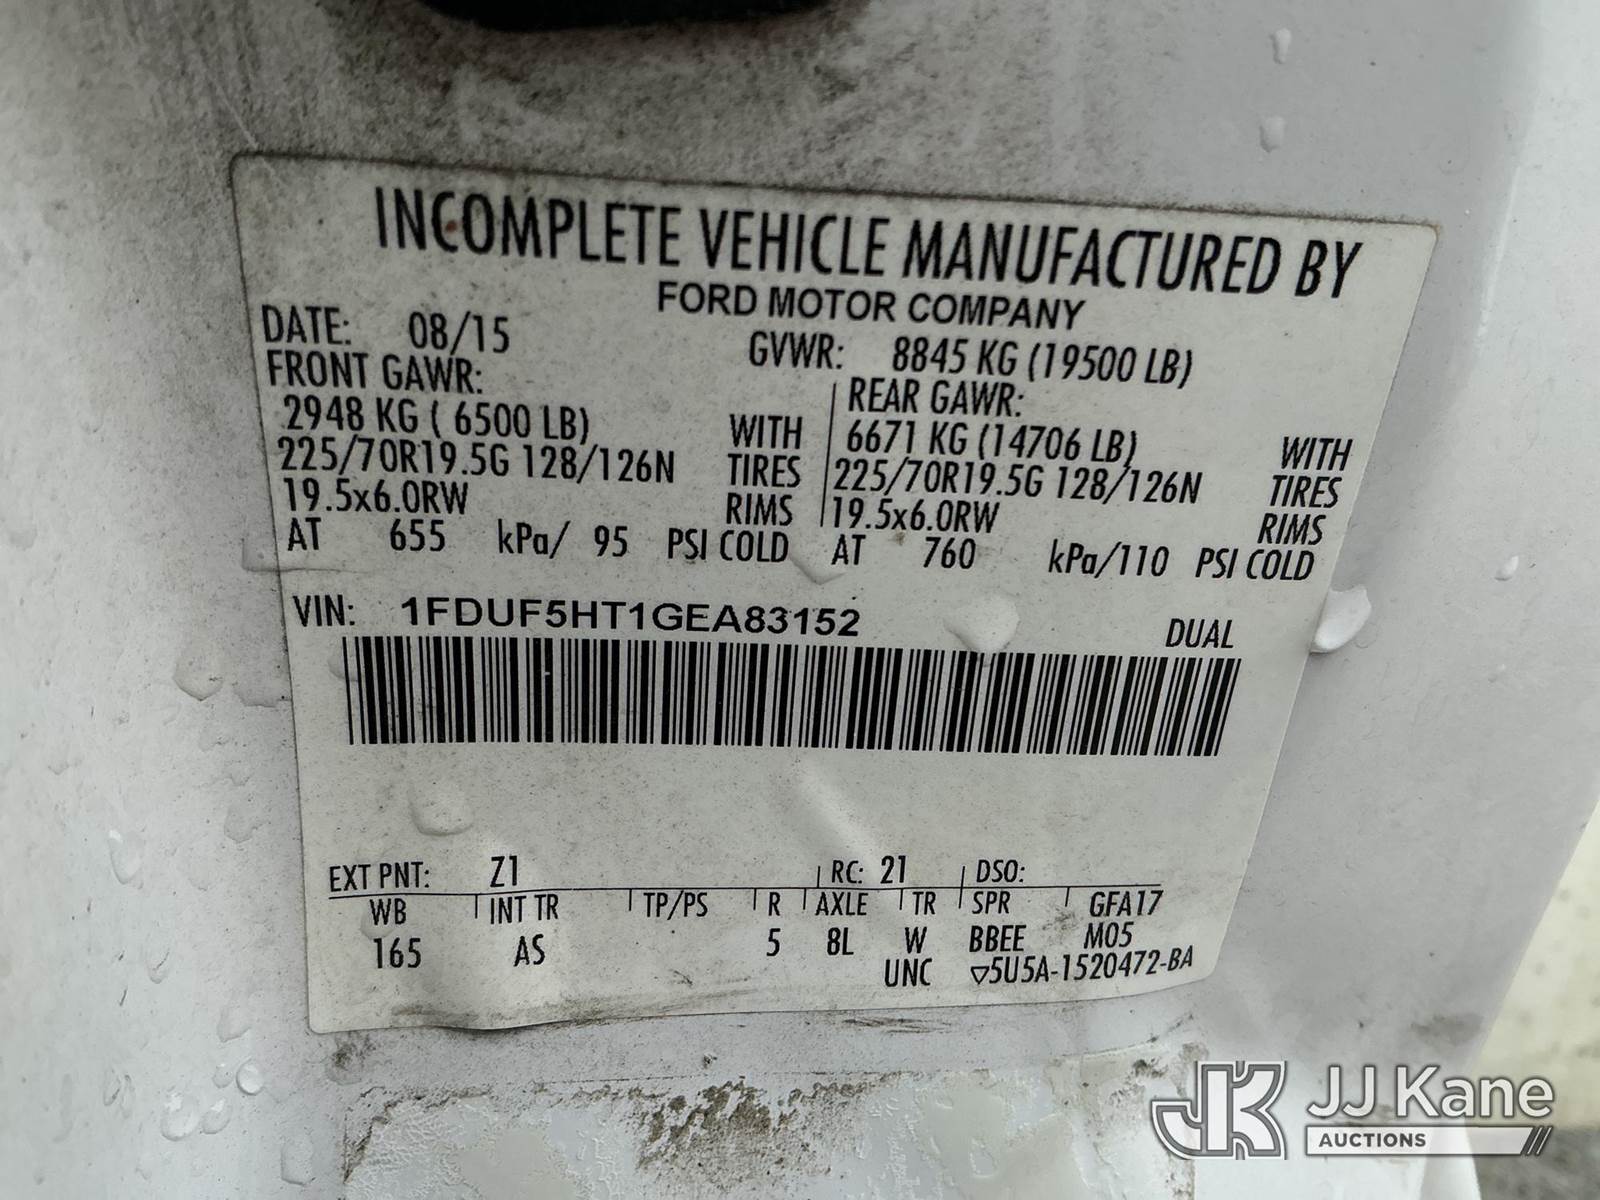 INCOMPLETE VEHICLE MANUFACTURED BY
FORD MOTOR COMPANY
DATE: 08/15 GVWR: 8845 KG (19500 LB)
FRONT GAWR: REAR GAWR:
2948 KG ( 6500 LB) WITH 6671 KG (14706 LB) WITH
225/70R19.5G 128/126N TIRES 225/70R19.5G 128/126N TIRES
19.5x6.0RW RIMS 19.5x6.0RW RIMS
AT 655 kPa/ 95 PSI COLD AT 760 kPa/110 PSI COLD
VIN: 1FDUF5HT1GEA83152 DUAL
EXT PNT: Z1 RC: 21 DSO:
WB INT TR TP/PS R AXLE TR SPR GFA17
165 AS 5 8L W BBEE M05
UNC ▽5U5A-1520472-BA
JK JJ Kane
AUCTIONS